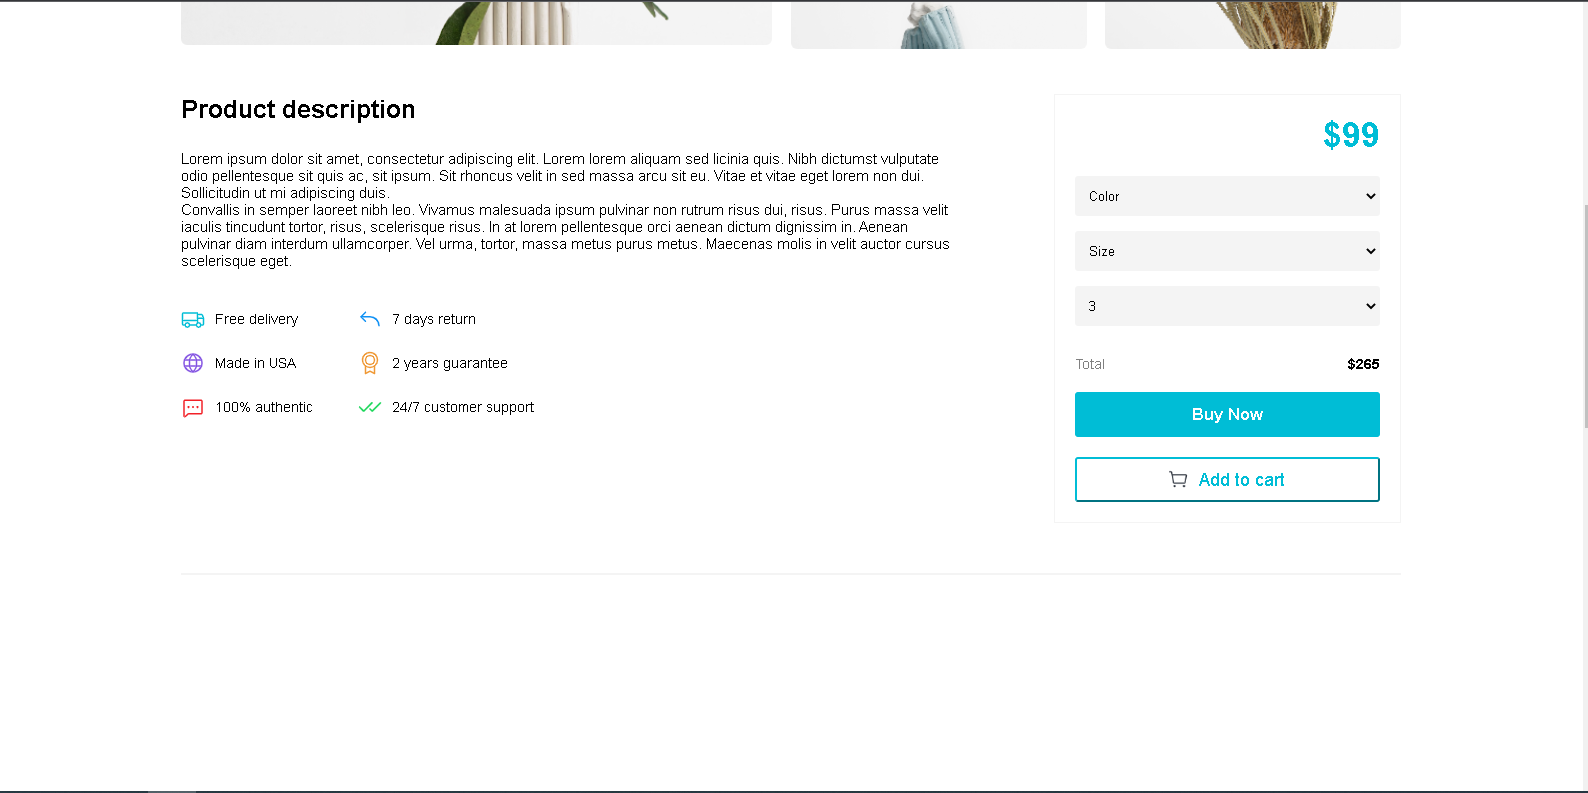 Product description
Lorem ipsum dolor sit amet, consectetur adipiscing elit. Lorem lorem aliquam sed licinia quis. Nibh dictumst vulputate
odio pellentesque sit quis ac, sit ipsum. Sit rhoncus velit in sed massa arcu sit eu. Vitae et vitae eget lorem non dui.
Sollicitudin ut mi adipiscing duis.
Convallis in semper laoreet nibh leo. Vivamus malesuada ipsum pulvinar non rutrum risus dui, risus. Purus massa velit
iaculis tincundunt tortor, risus, scelerisque risus. In at lorem pellentesque orci aenean dictum dignissim in. Aenean
pulvinar diam interdum ullamcorper. Vel urma, tortor, massa metus purus metus. Maecenas molis in velit auctor cursus
scelerisque eget.
Free delivery
7 days return
Made in USA
2 years guarantee
100% authentic
24/7 customer support
$99
Color
Size
3
Total $265
Buy Now
Add to cart